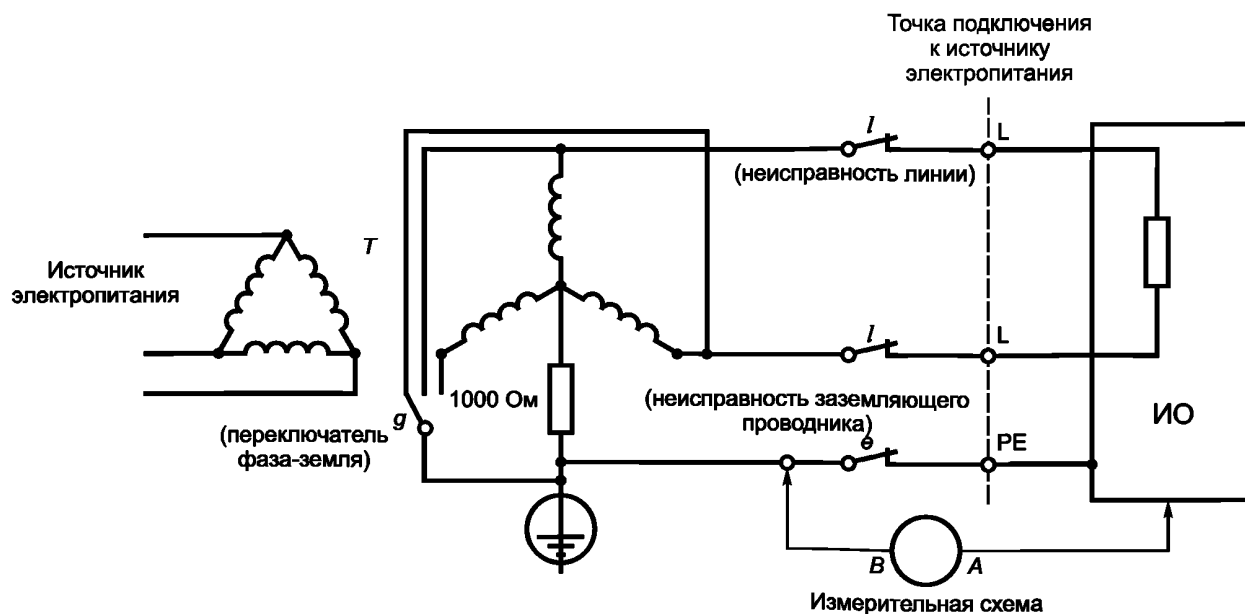 Точка подключения
к источнику
электропитания
l
L
(неисправность линии)
T
Источник
электропитания
l
L
1000 Ом
(неисправность заземляющего
проводника)
g
(переключатель
фаза-земля)
e
PE
ИО
B
A
Измерительная схема